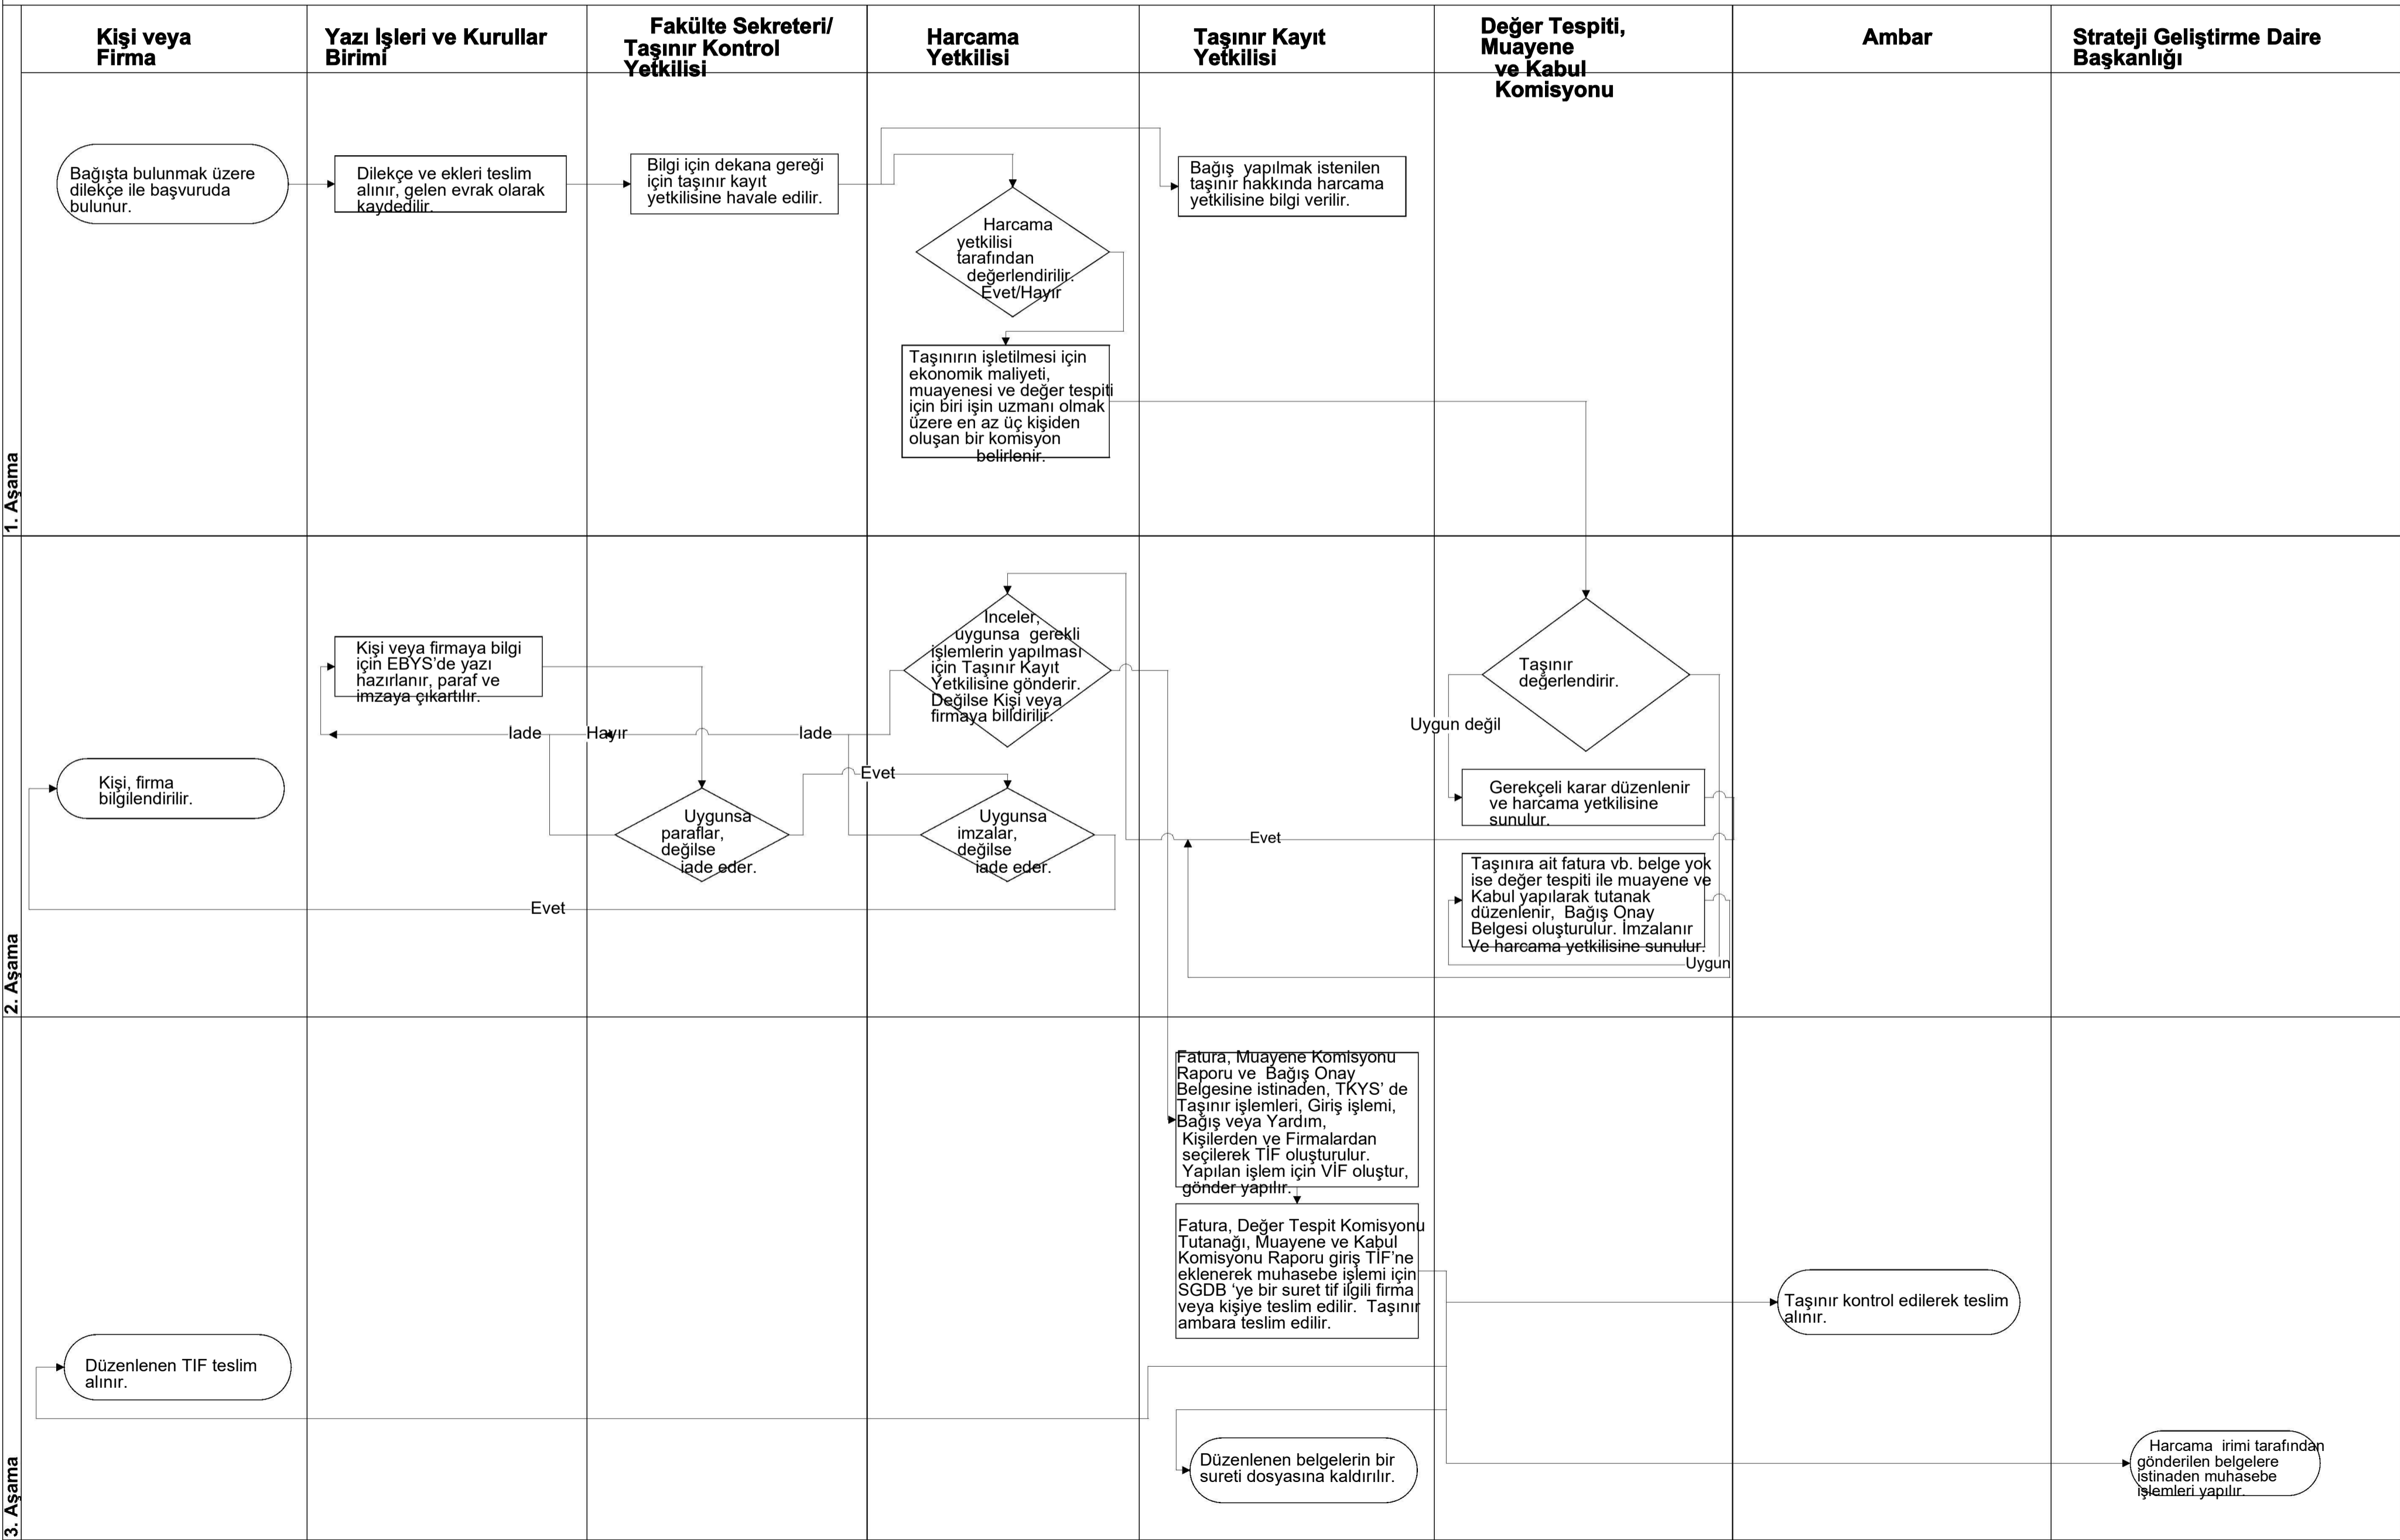 Kişi veya
Firma
Yazı Işleri ve Kurullar
Birimi
Fakülte Sekreteri/
Taşınır Kontrol
Yetkilisi
Harcama
Yetkilisi
Taşınır Kayıt
Yetkilisi
Değer Tespiti,
Muayene
ve Kabul
Komisyonu
Ambar
Strateji Geliştirme Daire
Başkanlığı
1. Aşama
Bağışta bulunmak üzere
dilekçe ile başvuruda
bulunur.
Dilekçe ve ekleri teslim
alınır, gelen evrak olarak
kaydedilir.
Bilgi için dekana gereği
için taşınır kayıt
yetkilisine havale edilir.
Harcama
yetkilisi
tarafından
değerlendirilir.
Evet/Hayır
Bağış yapılmak istenilen
taşınır hakkında harcama
yetkilisine bilgi verilir.
Taşınırın işletilmesi için
ekonomik maliyeti,
muayenesi ve değer tespiti
için biri işin uzmanı olmak
üzere en az üç kişiden
oluşan bir komisyon
belirlenir.
2. Aşama
Kişi veya firmaya bilgi
için EBYS’de yazı
hazırlanır, paraf ve
imzaya çıkartılır.
Inceler,
uygunsa gerekli
işlemlerin yapılması
için Taşınır Kayıt
Yetkilisine gönderir.
Değilse Kişi veya
firmaya billdirilir.
Taşınır
değerlendirir.
Uygun değil
Iade
Hayır
Iade
Kişi, firma
bilgilendirilir.
Evet
Uygunsa
paraflar,
değilse
iade eder.
Uygunsa
imzalar,
değilse
iade eder.
Gerekçeli karar düzenlenir
ve harcama yetkilisine
sunulur.
Evet
Taşınıra ait fatura vb. belge yok
ise değer tespiti ile muayene ve
Kabul yapılarak tutanak
düzenlenir, Bağış Onay
Belgesi oluşturulur. İmzalanır
Ve harcama yetkilisine sunulur.
Uygun
Evet
3. Aşama
Fatura, Muayene Komisyonu
Raporu ve Bağış Onay
Belgesine istinaden, TKYS’ de
Taşınır işlemleri, Giriş işlemi,
Bağış veya Yardım,
Kişilerden ve Firmalardan
seçilerek TİF oluşturulur.
Yapılan işlem için VİF oluştur,
gönder yapılır.
Fatura, Değer Tespit Komisyonu
Tutanağı, Muayene ve Kabul
Komisyonu Raporu giriş TİF’ne
eklenerek muhasebe işlemi için
SGDB ‘ye bir suret tif ilgili firma
veya kişiye teslim edilir. Taşınır
ambara teslim edilir.
Taşınır kontrol edilerek teslim
alınır.
Düzenlenen TIF teslim
alınır.
Düzenlenen belgelerin bir
sureti dosyasına kaldırılır.
Harcama irimi tarafından
gönderilen belgelere
istinaden muhasebe
işlemleri yapılır.